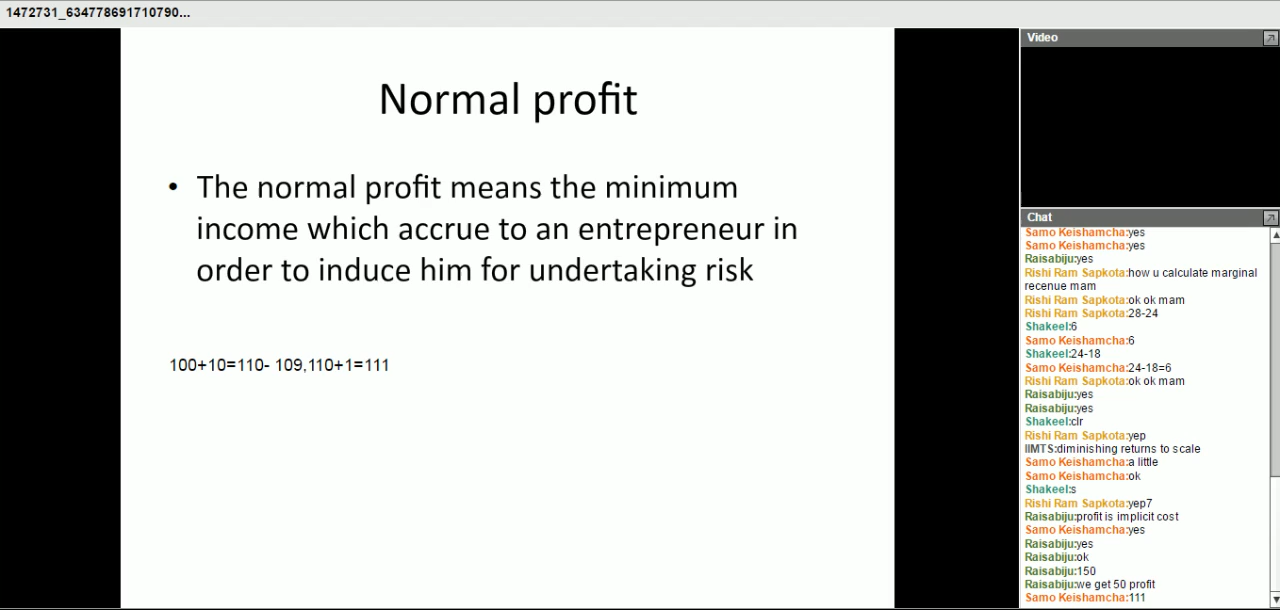 1472731_634778691710790...
Normal profit
• The normal profit means the minimum
income which accrue to an entrepreneur in
order to induce him for undertaking risk
100+10=110- 109,110+1=111
Video
Chat
Samo Keishamcha:yes
Samo Keishamcha:yes
Raisabiju:yes
Rishi Ram Sapkota:how u calculate marginal
recenue mam
Rishi Ram Sapkota:ok ok mam
Rishi Ram Sapkota:28-24
Shakeel:6
Samo Keishamcha:6
Shakeel:24-18
Samo Keishamcha:24-18=6
Rishi Ram Sapkota:ok ok mam
Raisabiju:yes
Raisabiju:yes
Shakeel:clr
Rishi Ram Sapkota:yep
IIMTS:diminishing returns to scale
Samo Keishamcha:a little
Samo Keishamcha:ok
Shakeel:s
Rishi Ram Sapkota:yep7
Raisabiju:profit is implicit cost
Samo Keishamcha:yes
Raisabiju:yes
Raisabiju:ok
Raisabiju:150
Raisabiju:we get 50 profit
Samo Keishamcha:111